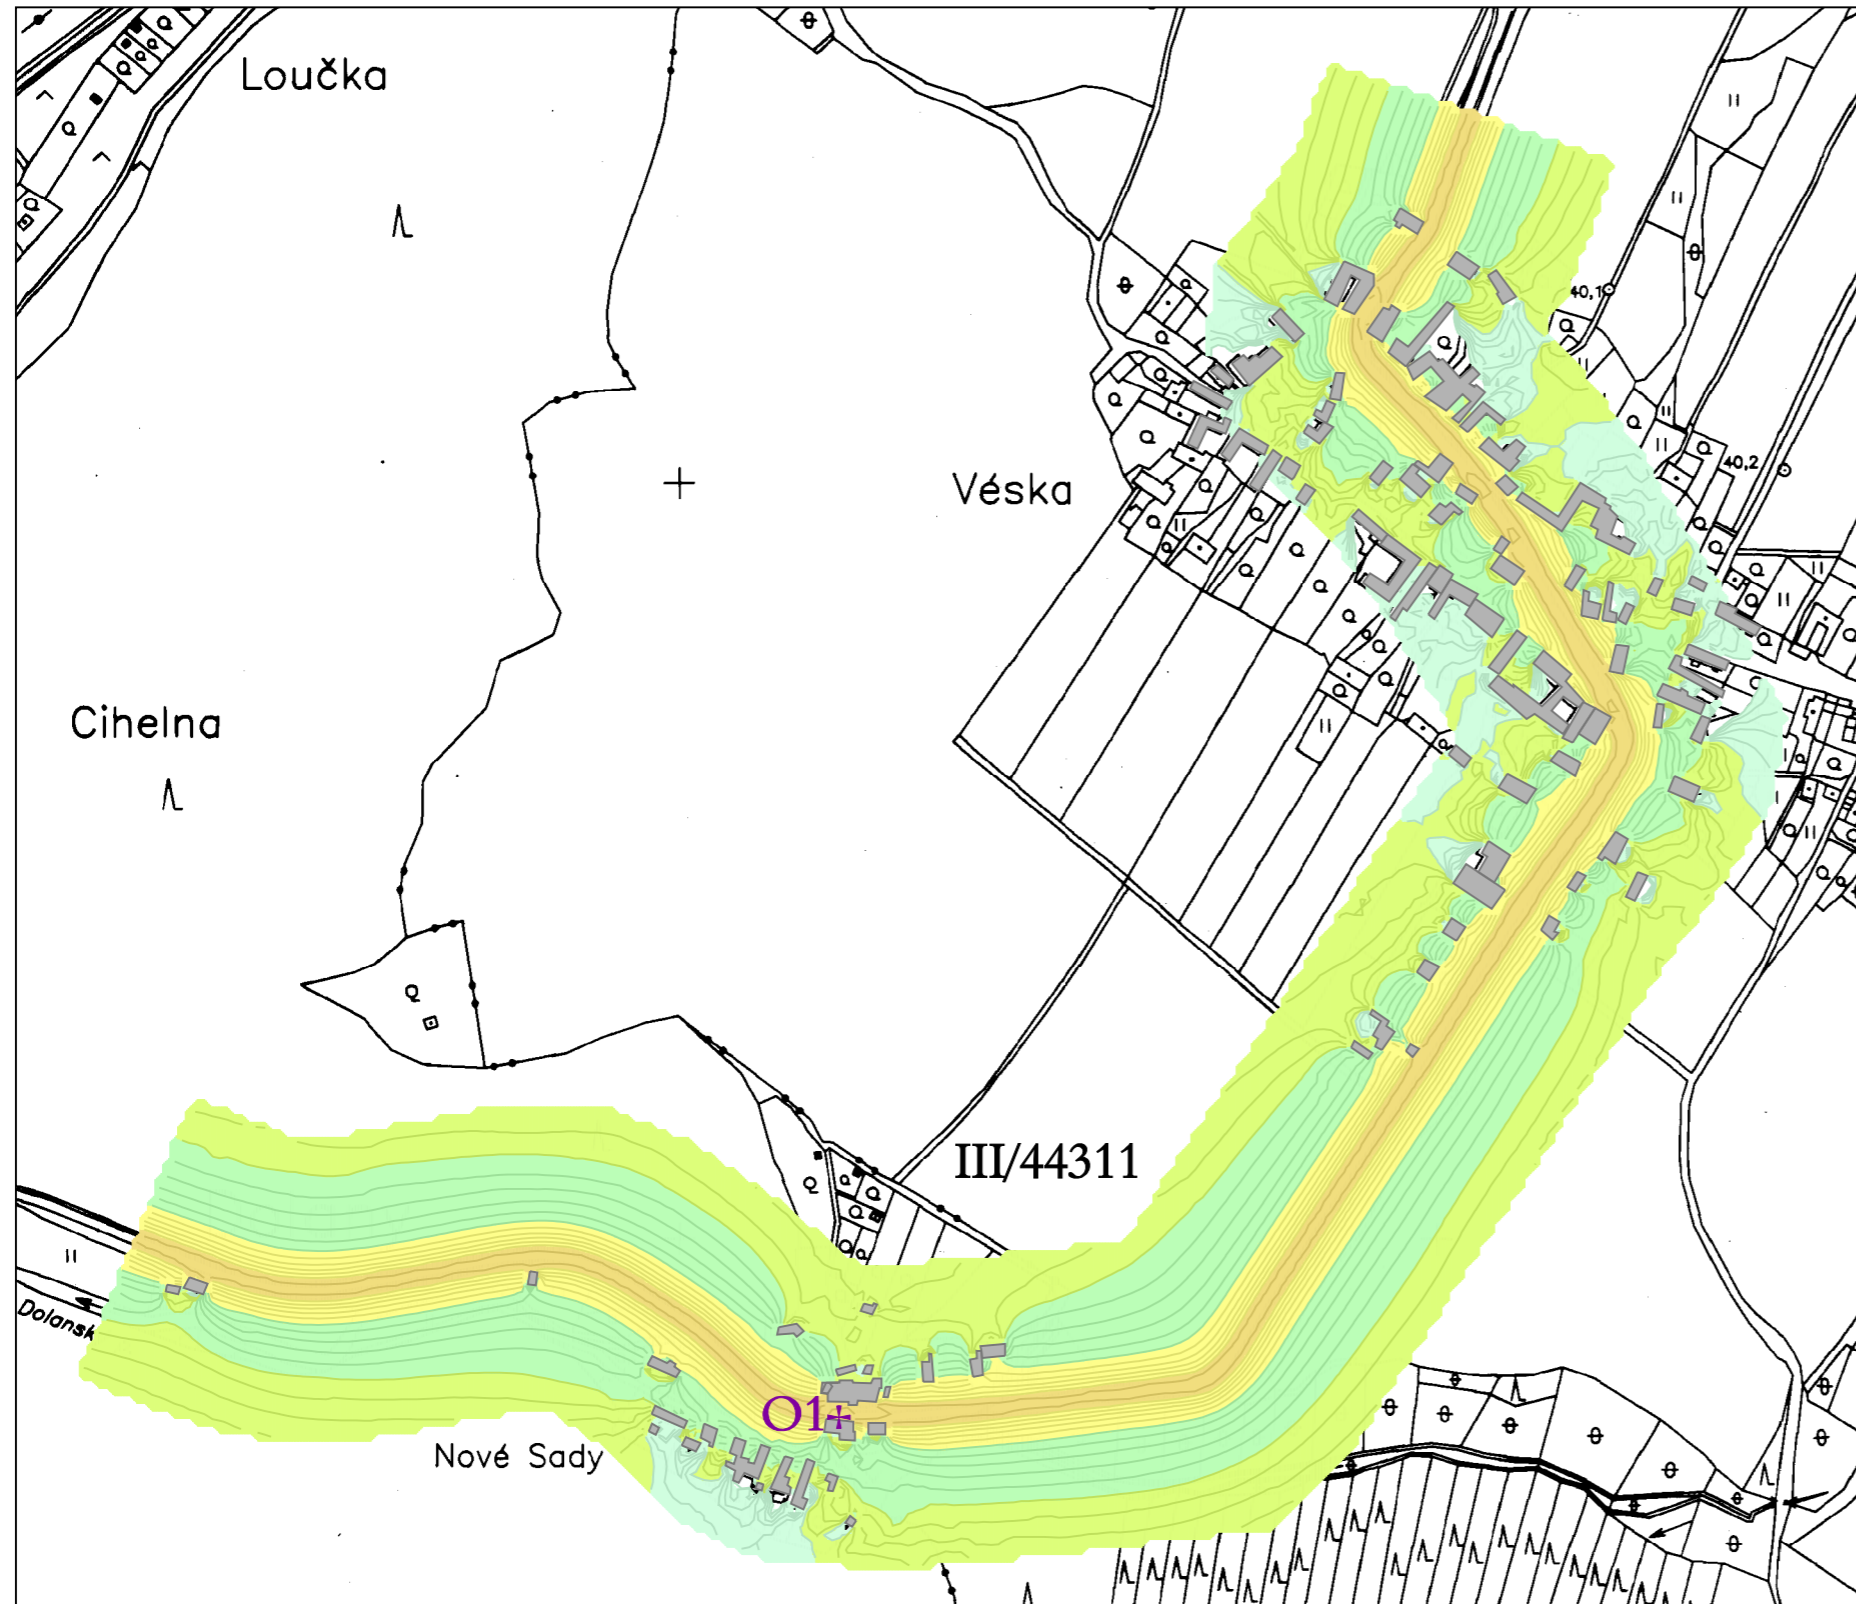 Loučka
40,1
40,2
Véska
Cihelna
III/44311
Dolansk
O1
Nové Sady